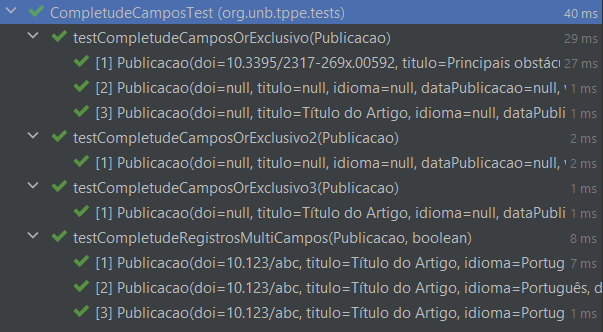 CompletudeCamposTest (org.unb.tppe.tests) 40 ms
testCompletudeCamposOrExclusivo(Publicacao) 29 ms
[1] Publicacao(doi=10.3395/2317-269x.00592, titulo=Principais obstácu 27 ms
[2] Publicacao(doi=null, titulo=null, idioma=null, dataPublicacao=null, v 1 ms
[3] Publicacao(doi=null, titulo=Título do Artigo, idioma=null, dataPubli 1 ms
testCompletudeCamposOrExclusivo2(Publicacao) 2 ms
[1] Publicacao(doi=null, titulo=null, idioma=null, dataPublicacao=null, v 2 ms
testCompletudeCamposOrExclusivo3(Publicacao) 1 ms
[1] Publicacao(doi=null, titulo=Título do Artigo, idioma=null, dataPubli 1 ms
testCompletudeRegistrosMultiCampos(Publicacao, boolean) 8 ms
[1] Publicacao(doi=10.123/abc, titulo=Título do Artigo, idioma=Portug 7 ms
[2] Publicacao(doi=10.123/abc, titulo=Título do Artigo, idioma=Português, d
[3] Publicacao(doi=10.123/abc, titulo=Título do Artigo, idioma=Portug 1 ms